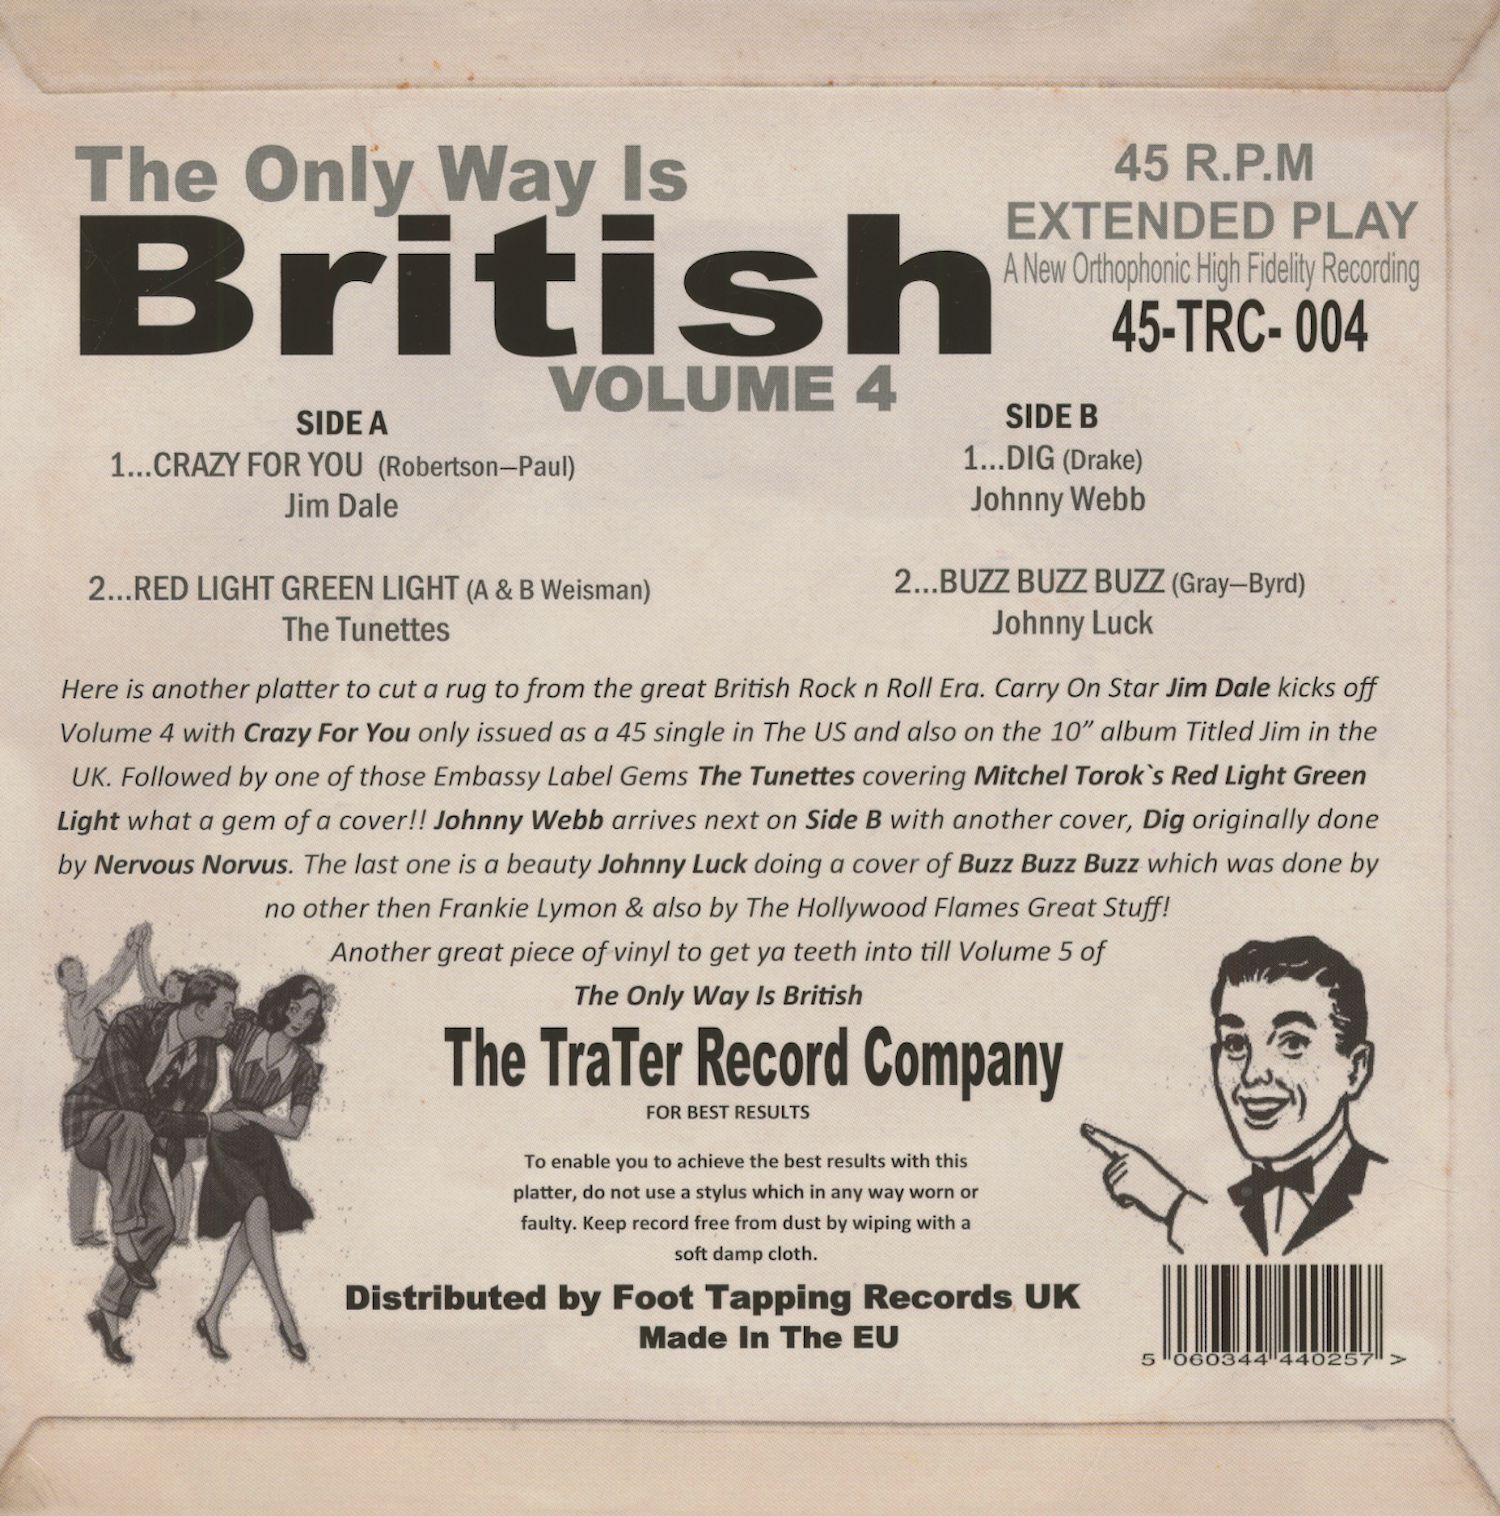 The Only Way Is
British
VOLUME 4
45 R.P.M
EXTENDED PLAY
A New Orthophonic High Fidelity Recording
45-TRC- 004
SIDE A
1...CRAZY FOR YOU (Robertson—Paul)
Jim Dale
2...RED LIGHT GREEN LIGHT (A & B Weisman)
The Tunettes
SIDE B
1...DIG (Drake)
Johnny Webb
2...BUZZ BUZZ BUZZ (Gray—Byrd)
Johnny Luck
Here is another platter to cut a rug to from the great British Rock n Roll Era. Carry On Star Jim Dale kicks off
Volume 4 with Crazy For You only issued as a 45 single in The US and also on the 10” album Titled Jim in the
UK. Followed by one of those Embassy Label Gems The Tunettes covering Mitchel Torok`s Red Light Green
Light what a gem of a cover!! Johnny Webb arrives next on Side B with another cover, Dig originally done
by Nervous Norvus. The last one is a beauty Johnny Luck doing a cover of Buzz Buzz Buzz which was done by
no other then Frankie Lymon & also by The Hollywood Flames Great Stuff!
Another great piece of vinyl to get ya teeth into till Volume 5 of
The Only Way Is British
The TraTer Record Company
FOR BEST RESULTS
To enable you to achieve the best results with this
platter, do not use a stylus which in any way worn or
faulty. Keep record free from dust by wiping with a
soft damp cloth.
Distributed by Foot Tapping Records UK
Made In The EU
5 060344 440257 >